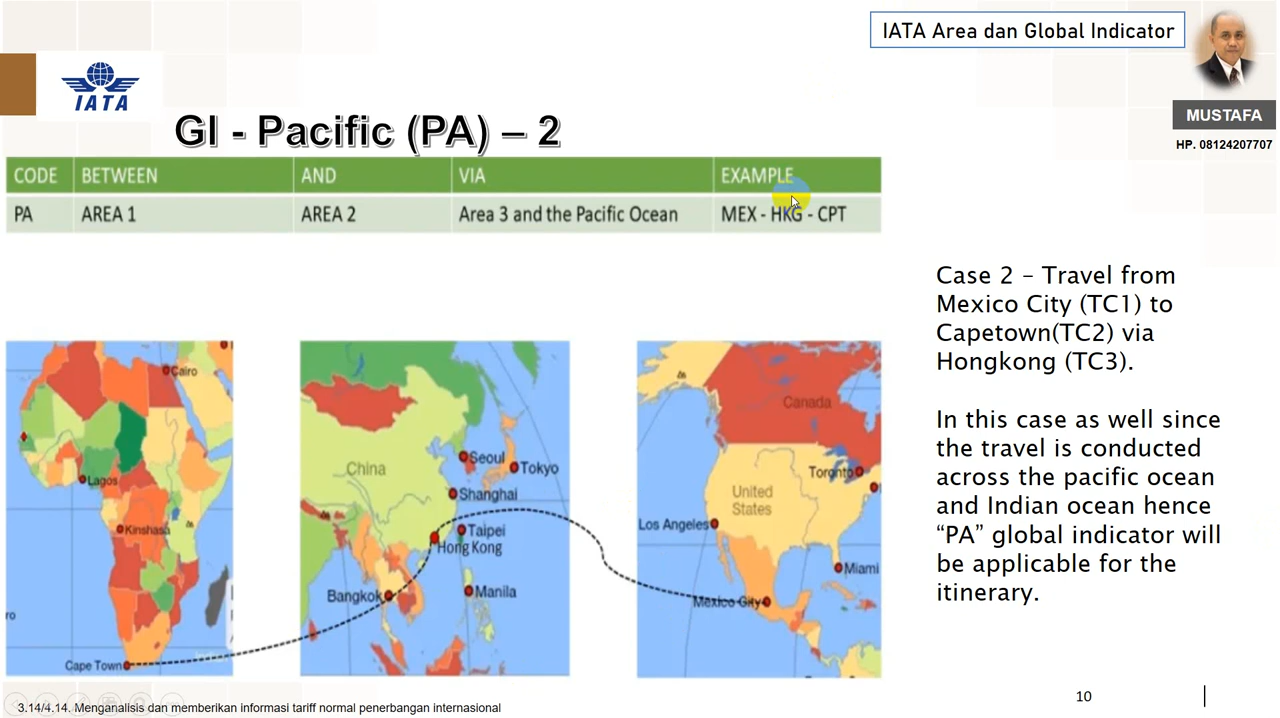 IATA Area dan Global Indicator
IATA
MUSTAFA
HP. 08124207707
GI - Pacific (PA) – 2
CODE BETWEEN AND VIA EXAMPLE
PA AREA 1 AREA 2 Area 3 and the Pacific Ocean MEX - HKG - CPT
Case 2 – Travel from
Mexico City (TC1) to
Capetown(TC2) via
Hongkong (TC3).
In this case as well since
the travel is conducted
across the pacific ocean
and Indian ocean hence
“PA” global indicator will
be applicable for the
itinerary.
Cairo
Lagos
Kinshasa
Cape Town
China
Seoul
Tokyo
Shanghai
Taipei
Hong Kong
Bangkok
Manila
Canada
Toronto
United
States
Los Angeles
Miami
Mexico City
10
3.14/4.14. Menganalisis dan memberikan informasi tariff normal penerbangan internasional